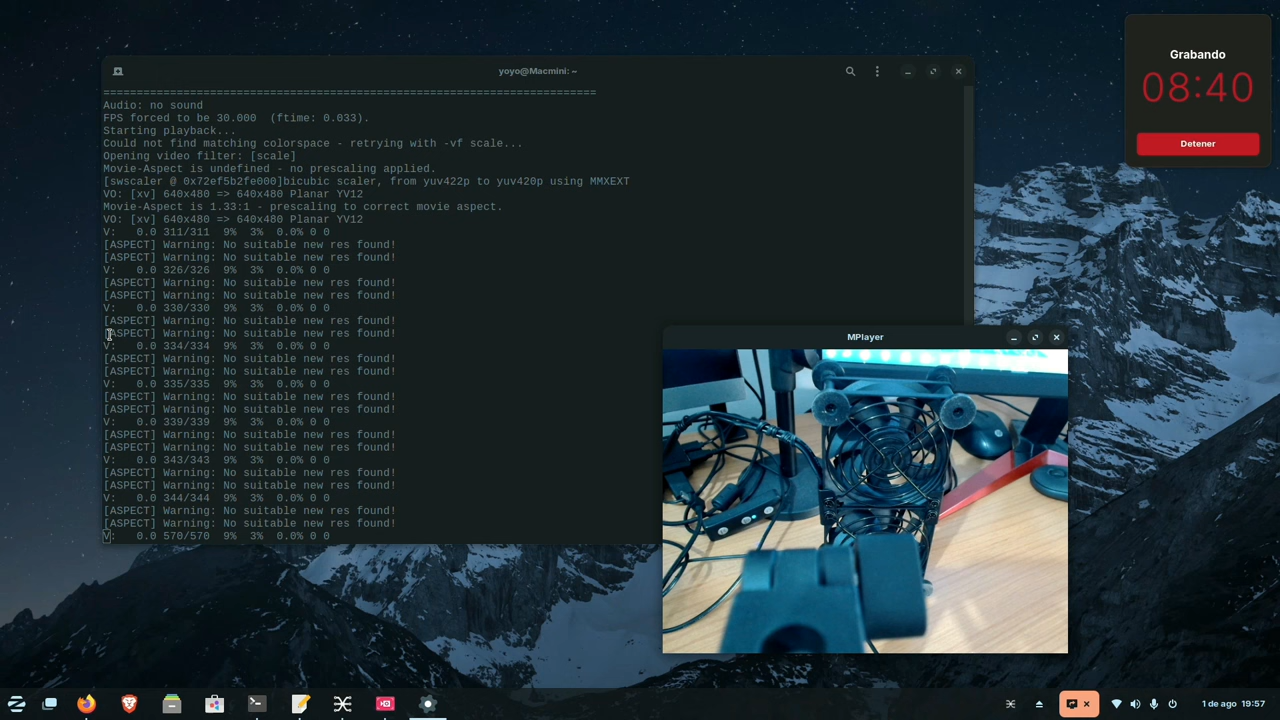 Grabando
08:40
Detener
yoyo@Macmini: ~
===========================================================================
Audio: no sound
FPS forced to be 30.000  (ftime: 0.033).
Starting playback...
Could not find matching colorspace - retrying with -vf scale...
Opening video filter: [scale]
Movie-Aspect is undefined - no prescaling applied.
[swscaler @ 0x72ef5b2fe000]bicubic scaler, from yuv422p to yuv420p using MMXEXT
VO: [xv] 640x480 => 640x480 Planar YV12
Movie-Aspect is 1.33:1 - prescaling to correct movie aspect.
VO: [xv] 640x480 => 640x480 Planar YV12
V:   0.0 311/311  9%  3%  0.0% 0 0
[ASPECT] Warning: No suitable new res found!
[ASPECT] Warning: No suitable new res found!
V:   0.0 326/326  9%  3%  0.0% 0 0
[ASPECT] Warning: No suitable new res found!
[ASPECT] Warning: No suitable new res found!
V:   0.0 330/330  9%  3%  0.0% 0 0
[ASPECT] Warning: No suitable new res found!
[ASPECT] Warning: No suitable new res found!
V:   0.0 334/334  9%  3%  0.0% 0 0
[ASPECT] Warning: No suitable new res found!
[ASPECT] Warning: No suitable new res found!
V:   0.0 335/335  9%  3%  0.0% 0 0
[ASPECT] Warning: No suitable new res found!
[ASPECT] Warning: No suitable new res found!
V:   0.0 339/339  9%  3%  0.0% 0 0
[ASPECT] Warning: No suitable new res found!
[ASPECT] Warning: No suitable new res found!
V:   0.0 343/343  9%  3%  0.0% 0 0
[ASPECT] Warning: No suitable new res found!
[ASPECT] Warning: No suitable new res found!
V:   0.0 344/344  9%  3%  0.0% 0 0
[ASPECT] Warning: No suitable new res found!
[ASPECT] Warning: No suitable new res found!
V:   0.0 570/570  9%  3%  0.0% 0 0
MPlayer
1 de ago  19:57